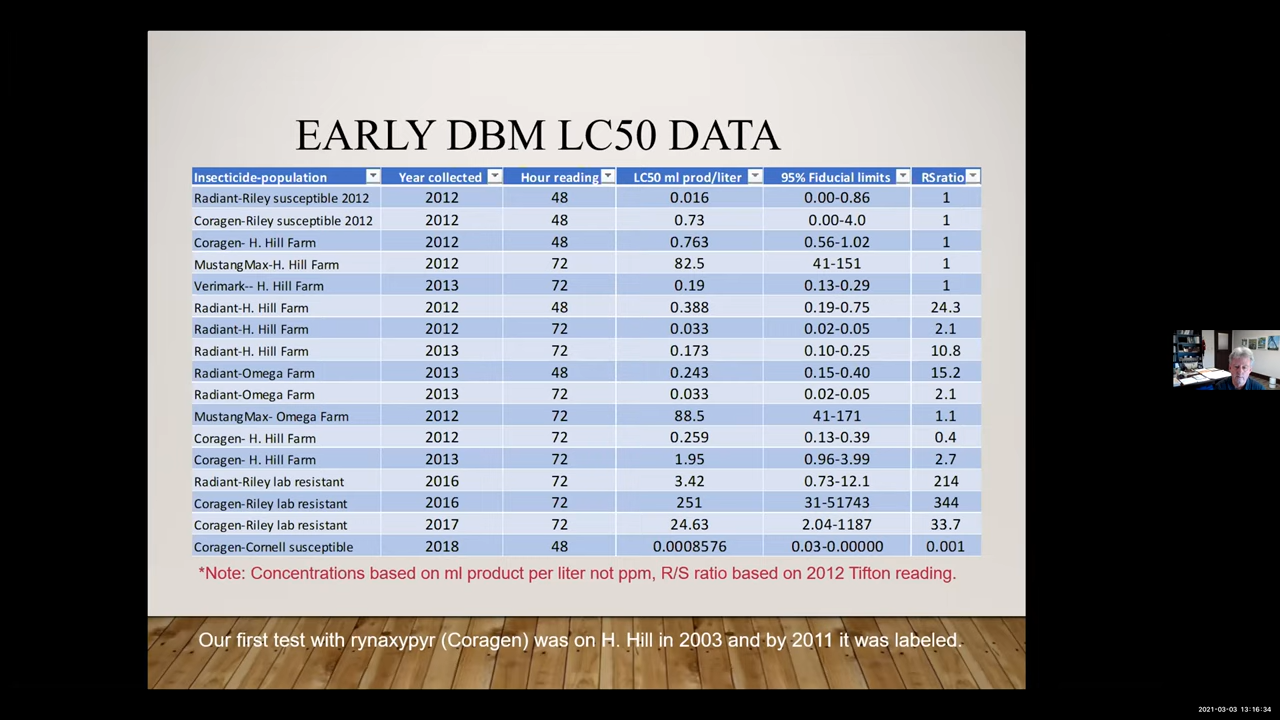 EARLY DBM LC50 DATA
Insecticide-population Year collected Hour reading LC50 ml prod/liter 95% Fiducial limits RSratio
Radiant-Riley susceptible 2012 2012 48 0.016 0.00-0.86 1
Coragen-Riley susceptible 2012 2012 48 0.73 0.00-4.0 1
Coragen- H. Hill Farm 2012 48 0.763 0.56-1.02 1
MustangMax-H. Hill Farm 2012 72 82.5 41-151 1
Verimark-- H. Hill Farm 2013 72 0.19 0.13-0.29 1
Radiant-H. Hill Farm 2012 48 0.388 0.19-0.75 24.3
Radiant-H. Hill Farm 2012 72 0.033 0.02-0.05 2.1
Radiant-H. Hill Farm 2013 72 0.173 0.10-0.25 10.8
Radiant-Omega Farm 2013 48 0.243 0.15-0.40 15.2
Radiant-Omega Farm 2013 72 0.033 0.02-0.05 2.1
MustangMax- Omega Farm 2012 72 88.5 41-171 1.1
Coragen- H. Hill Farm 2012 72 0.259 0.13-0.39 0.4
Coragen- H. Hill Farm 2013 72 1.95 0.96-3.99 2.7
Radiant-Riley lab resistant 2016 72 3.42 0.73-12.1 214
Coragen-Riley lab resistant 2016 72 251 31-51743 344
Coragen-Riley lab resistant 2017 72 24.63 2.04-1187 33.7
Coragen-Cornell susceptible 2018 48 0.0008576 0.03-0.00000 0.001
*Note: Concentrations based on ml product per liter not ppm, R/S ratio based on 2012 Tifton reading.
Our first test with rynaxypyr (Coragen) was on H. Hill in 2003 and by 2011 it was labeled.
2021-03-03 13:16:34